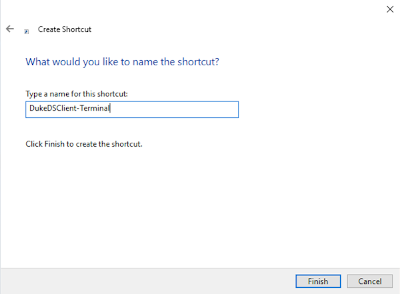 Create Shortcut
What would you like to name the shortcut?
Type a name for this shortcut:
DukeDSClient-Terminal
Click Finish to create the shortcut.
Finish
Cancel